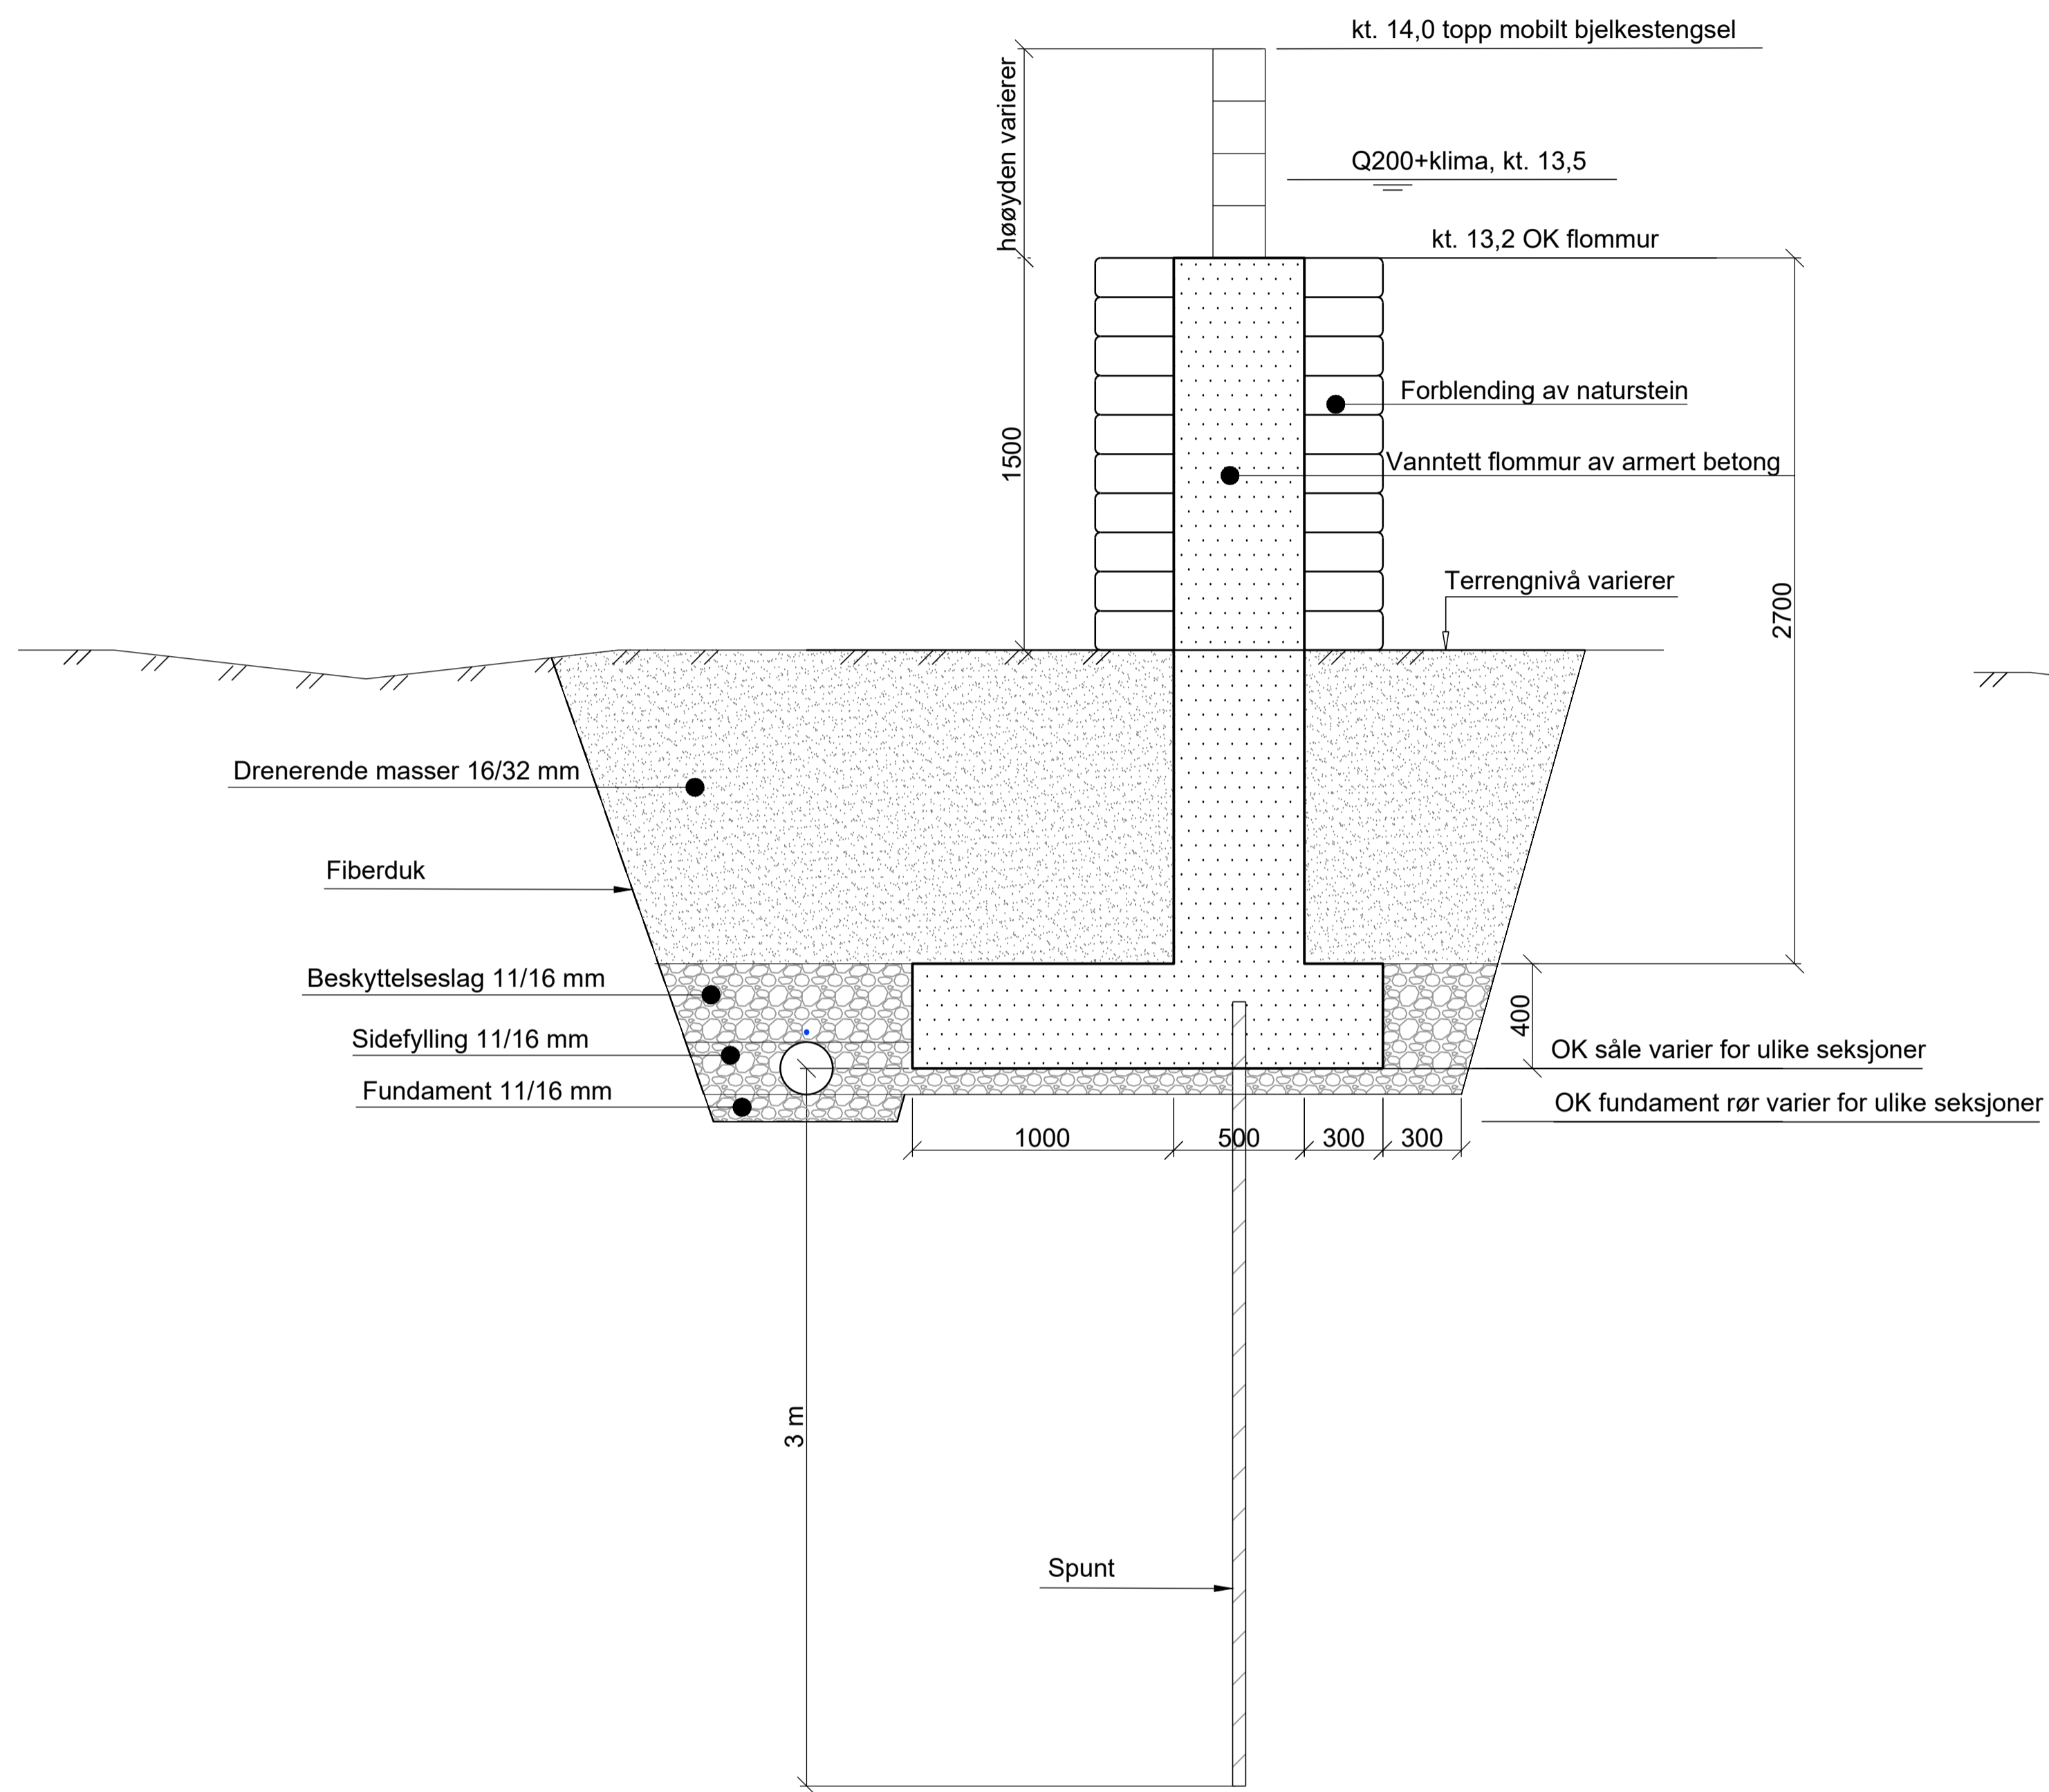 kt. 14,0 topp mobilt bjelkestengsel
høøyden varierer
Q200+klima, kt. 13,5
kt. 13,2 OK flommur
Forblending av naturstein
1500
Vanntett flommur av armert betong
Terrengnivå varierer
2700
Drenerende masser 16/32 mm
Fiberduk
Beskyttelseslag 11/16 mm
400
Sidefylling 11/16 mm
OK såle varier for ulike seksjoner
Fundament 11/16 mm
OK fundament rør varier for ulike seksjoner
1000
500
300
300
3 m
Spunt